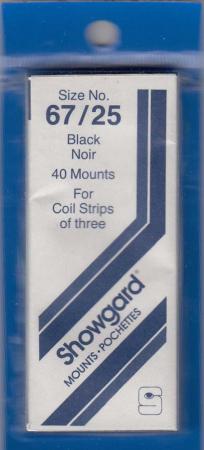 Size No.
67/25
Black
Noir
40 Mounts
For
Coil Strips
of three
Showgard®
MOUNTS • POCHETTES
S